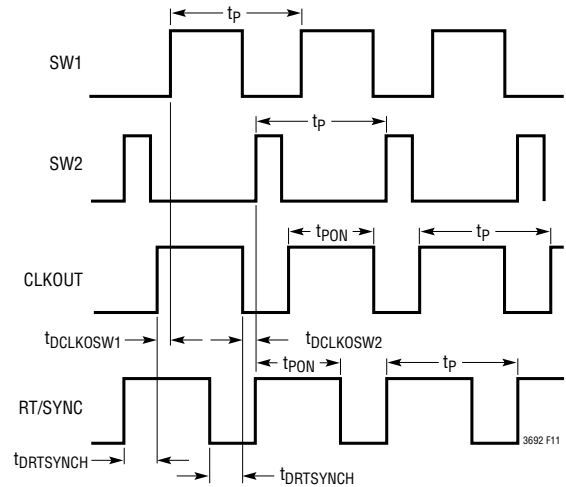 tP
SW1
tP
SW2
tPON
tP
CLKOUT
tDCLKOSW1
tDCLKOSW2
tPON
tP
RT/SYNC
3692 F11
tDRTSYNCH
tDRTSYNCH